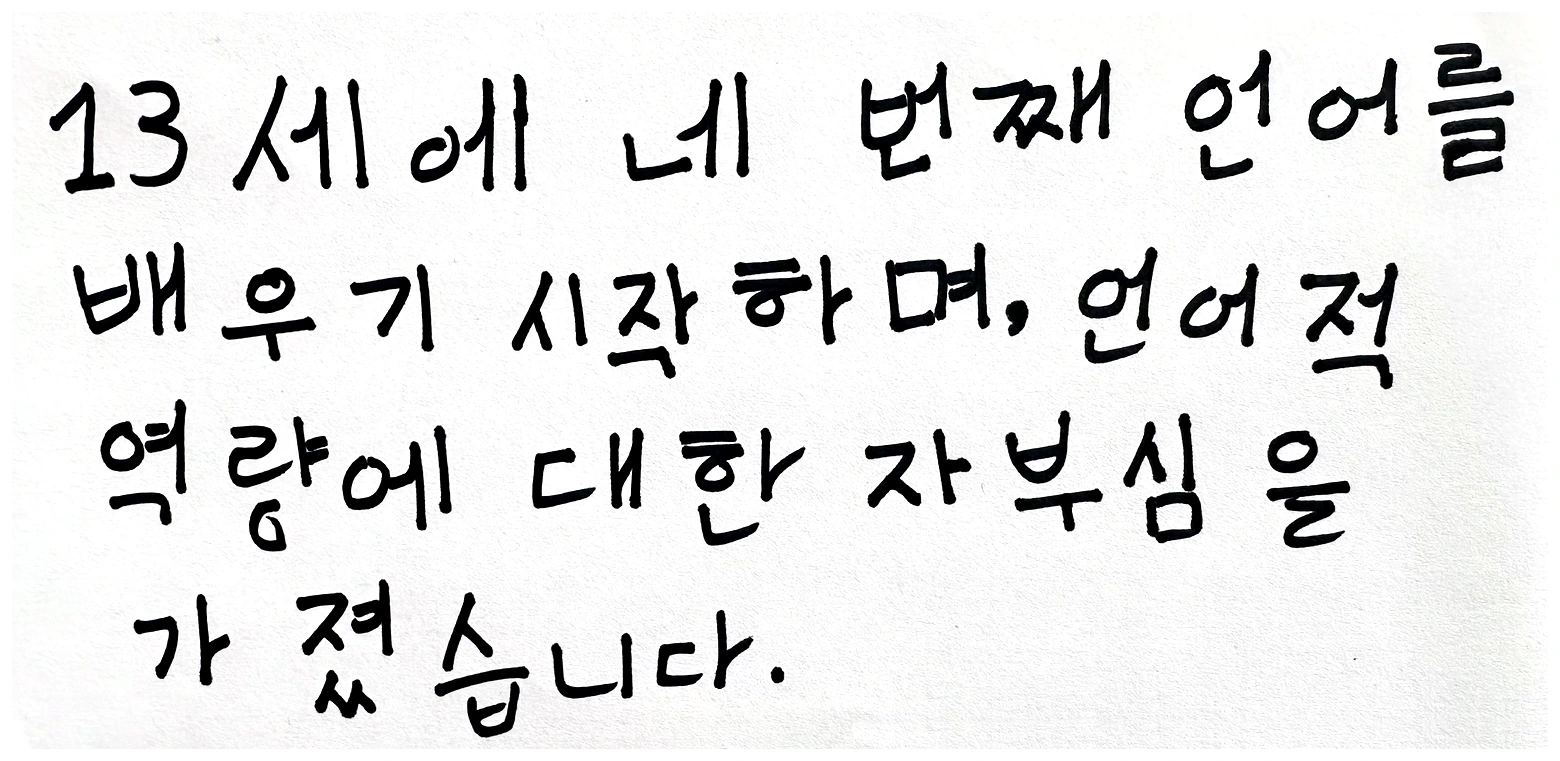 13세에 네 번째 언어를
배우기 시작하며, 언어적
역량에 대한 자부심을
가졌습니다.